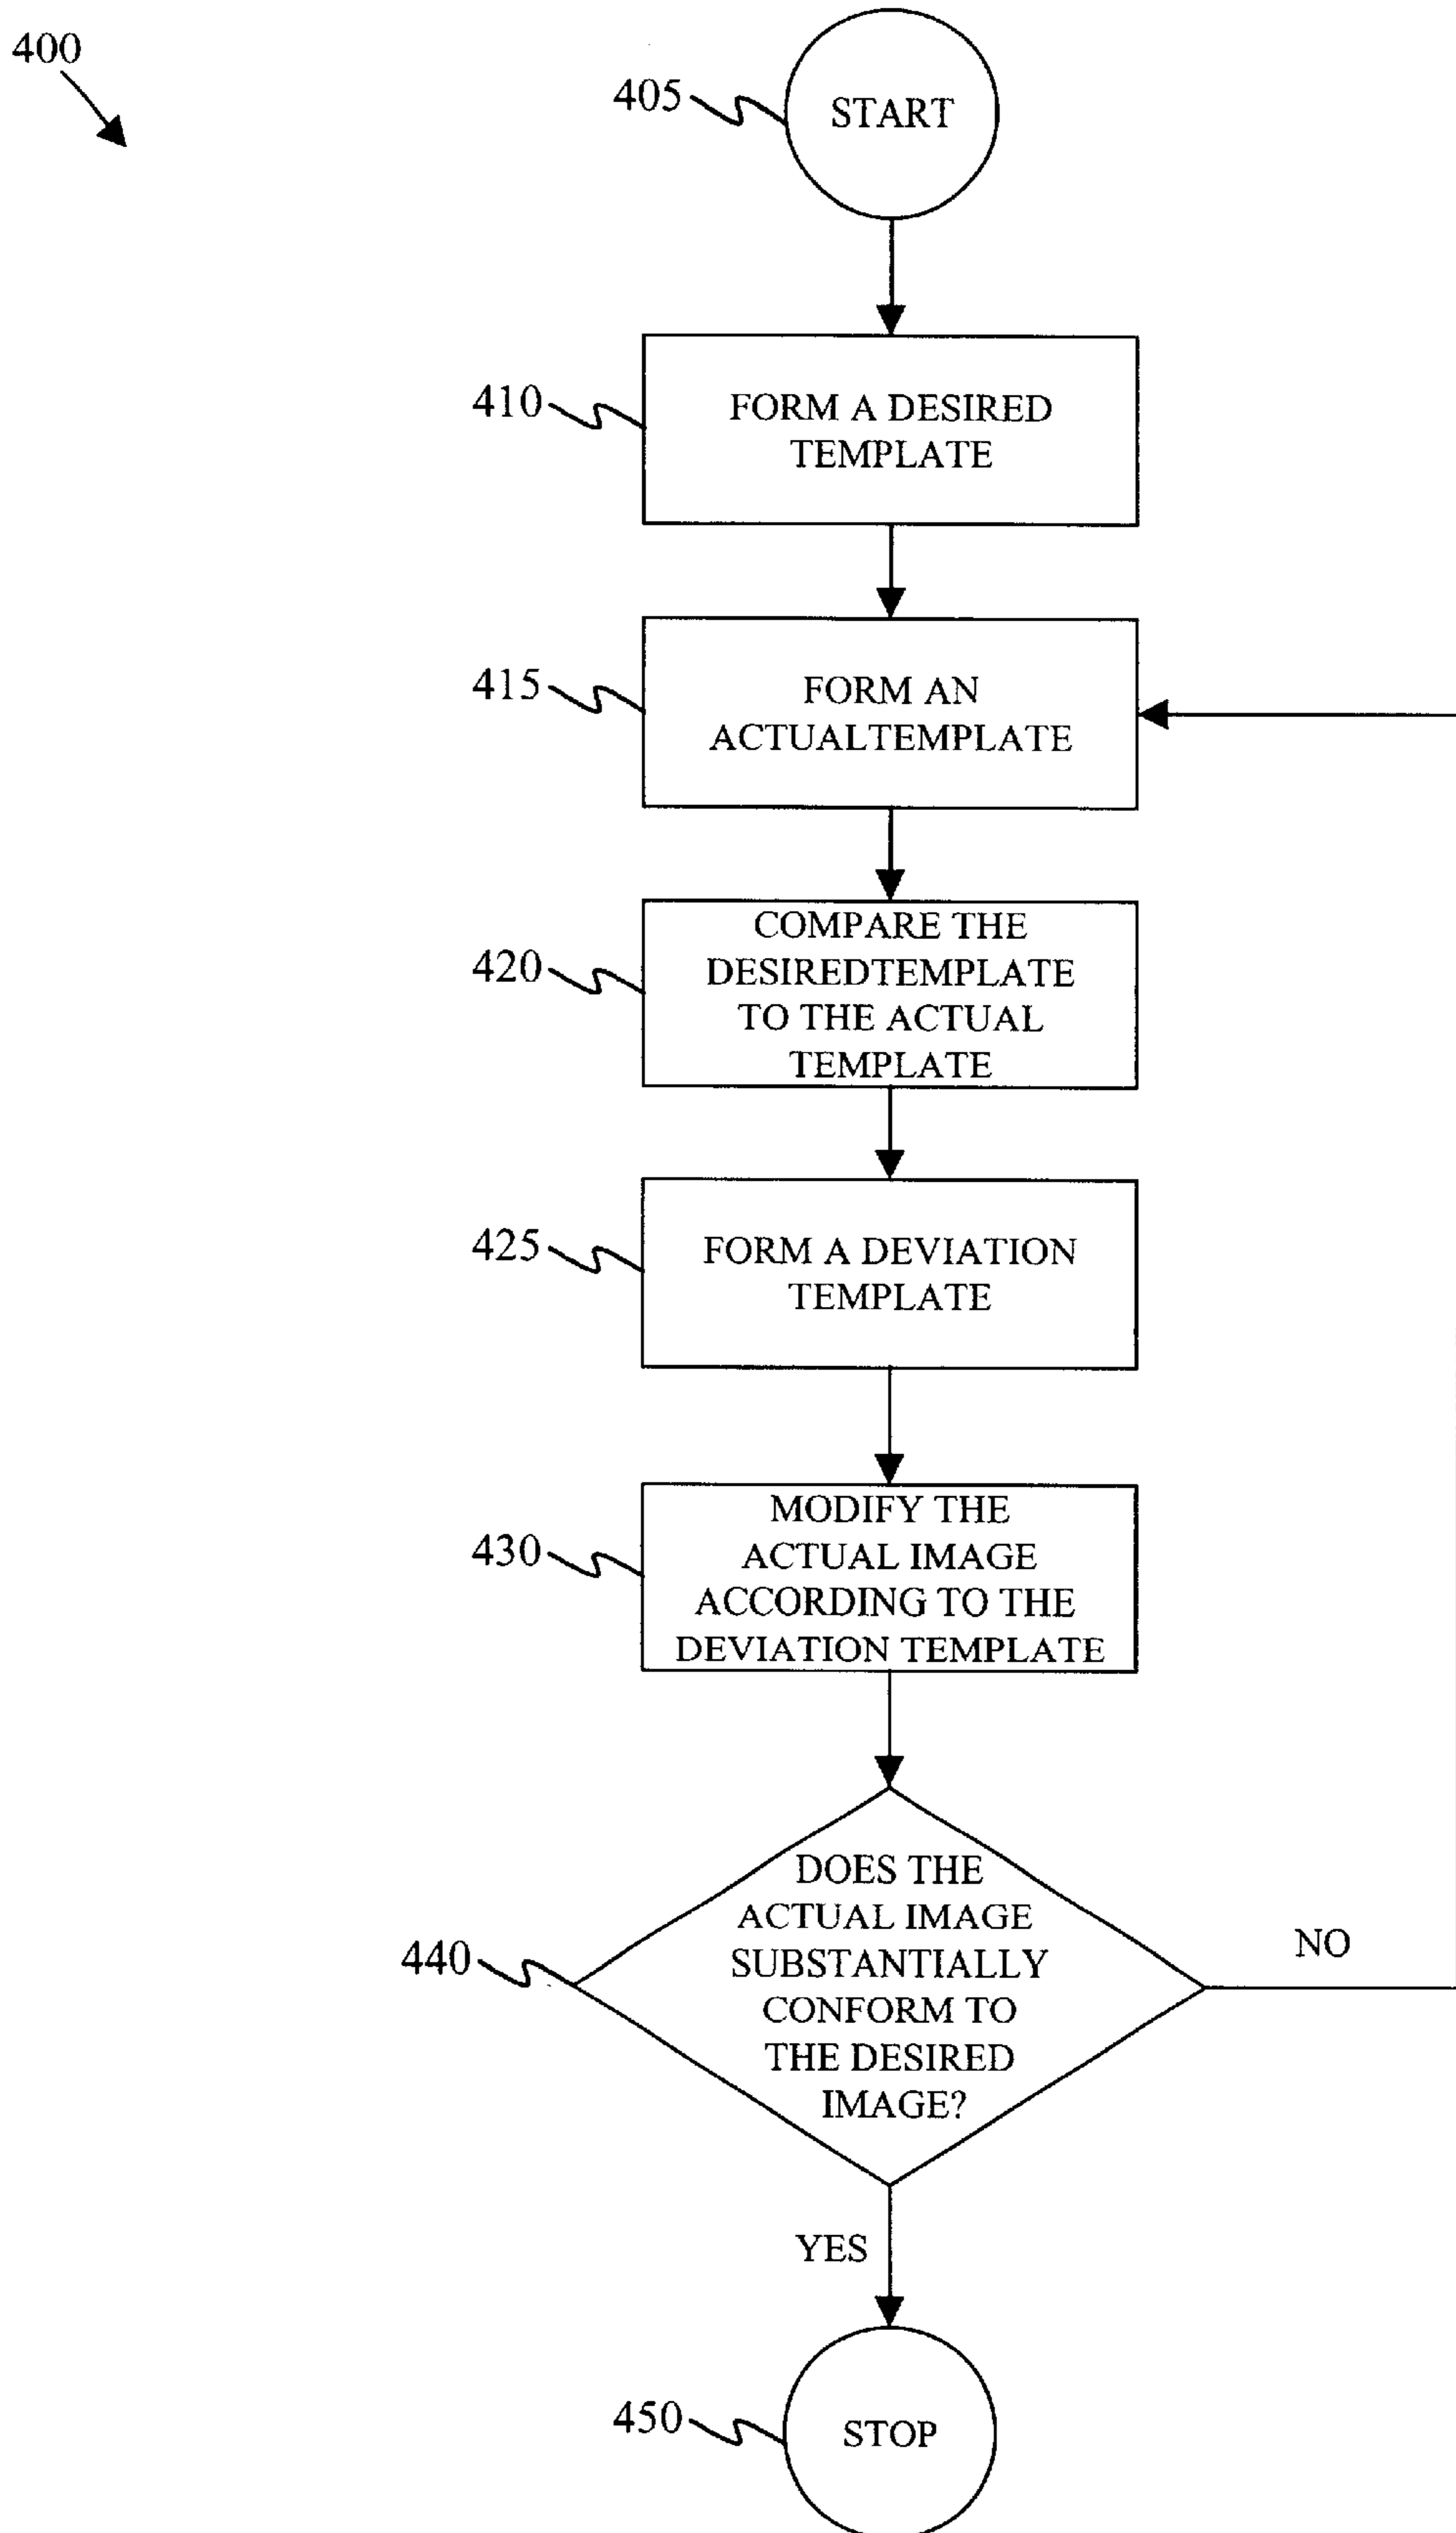 400
405
START
410
FORM A DESIRED
TEMPLATE
415
FORM AN
ACTUALTEMPLATE
420
COMPARE THE
DESIREDTEMPLATE
TO THE ACTUAL
TEMPLATE
425
FORM A DEVIATION
TEMPLATE
430
MODIFY THE
ACTUAL IMAGE
ACCORDING TO THE
DEVIATION TEMPLATE
440
DOES THE
ACTUAL IMAGE
SUBSTANTIALLY
CONFORM TO
THE DESIRED
IMAGE?
NO
YES
450
STOP